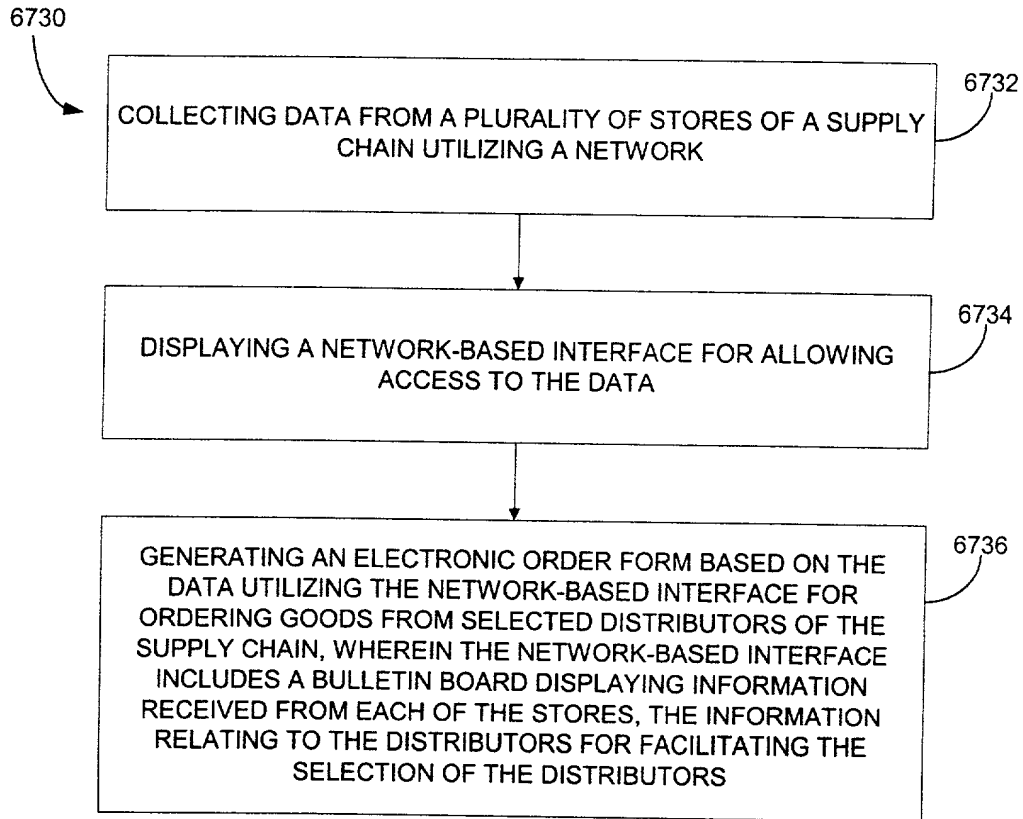 6730
6732
COLLECTING DATA FROM A PLURALITY OF STORES OF A SUPPLY
CHAIN UTILIZING A NETWORK
6734
DISPLAYING A NETWORK-BASED INTERFACE FOR ALLOWING
ACCESS TO THE DATA
6736
GENERATING AN ELECTRONIC ORDER FORM BASED ON THE
DATA UTILIZING THE NETWORK-BASED INTERFACE FOR
ORDERING GOODS FROM SELECTED DISTRIBUTORS OF THE
SUPPLY CHAIN, WHEREIN THE NETWORK-BASED INTERFACE
INCLUDES A BULLETIN BOARD DISPLAYING INFORMATION
RECEIVED FROM EACH OF THE STORES, THE INFORMATION
RELATING TO THE DISTRIBUTORS FOR FACILITATING THE
SELECTION OF THE DISTRIBUTORS